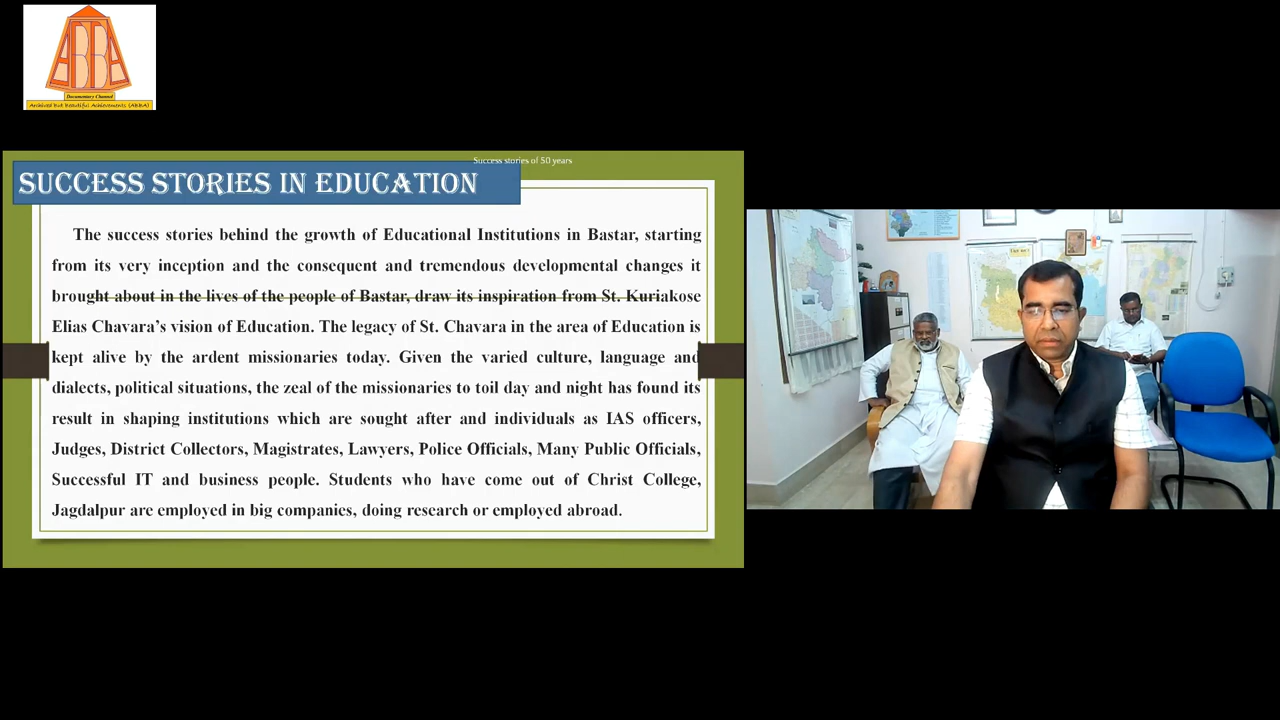 ABBA
Documentary Channel
Archived but Beautiful Achievements (ABBA)
Success stories of 50 years
SUCCESS STORIES IN EDUCATION
The success stories behind the growth of Educational Institutions in Bastar, starting
from its very inception and the consequent and tremendous developmental changes it
brought about in the lives of the people of Bastar, draw its inspiration from St. Kuriakose
Elias Chavara’s vision of Education. The legacy of St. Chavara in the area of Education is
kept alive by the ardent missionaries today. Given the varied culture, language and
dialects, political situations, the zeal of the missionaries to toil day and night has found its
result in shaping institutions which are sought after and individuals as IAS officers,
Judges, District Collectors, Magistrates, Lawyers, Police Officials, Many Public Officials,
Successful IT and business people. Students who have come out of Christ College,
Jagdalpur are employed in big companies, doing research or employed abroad.